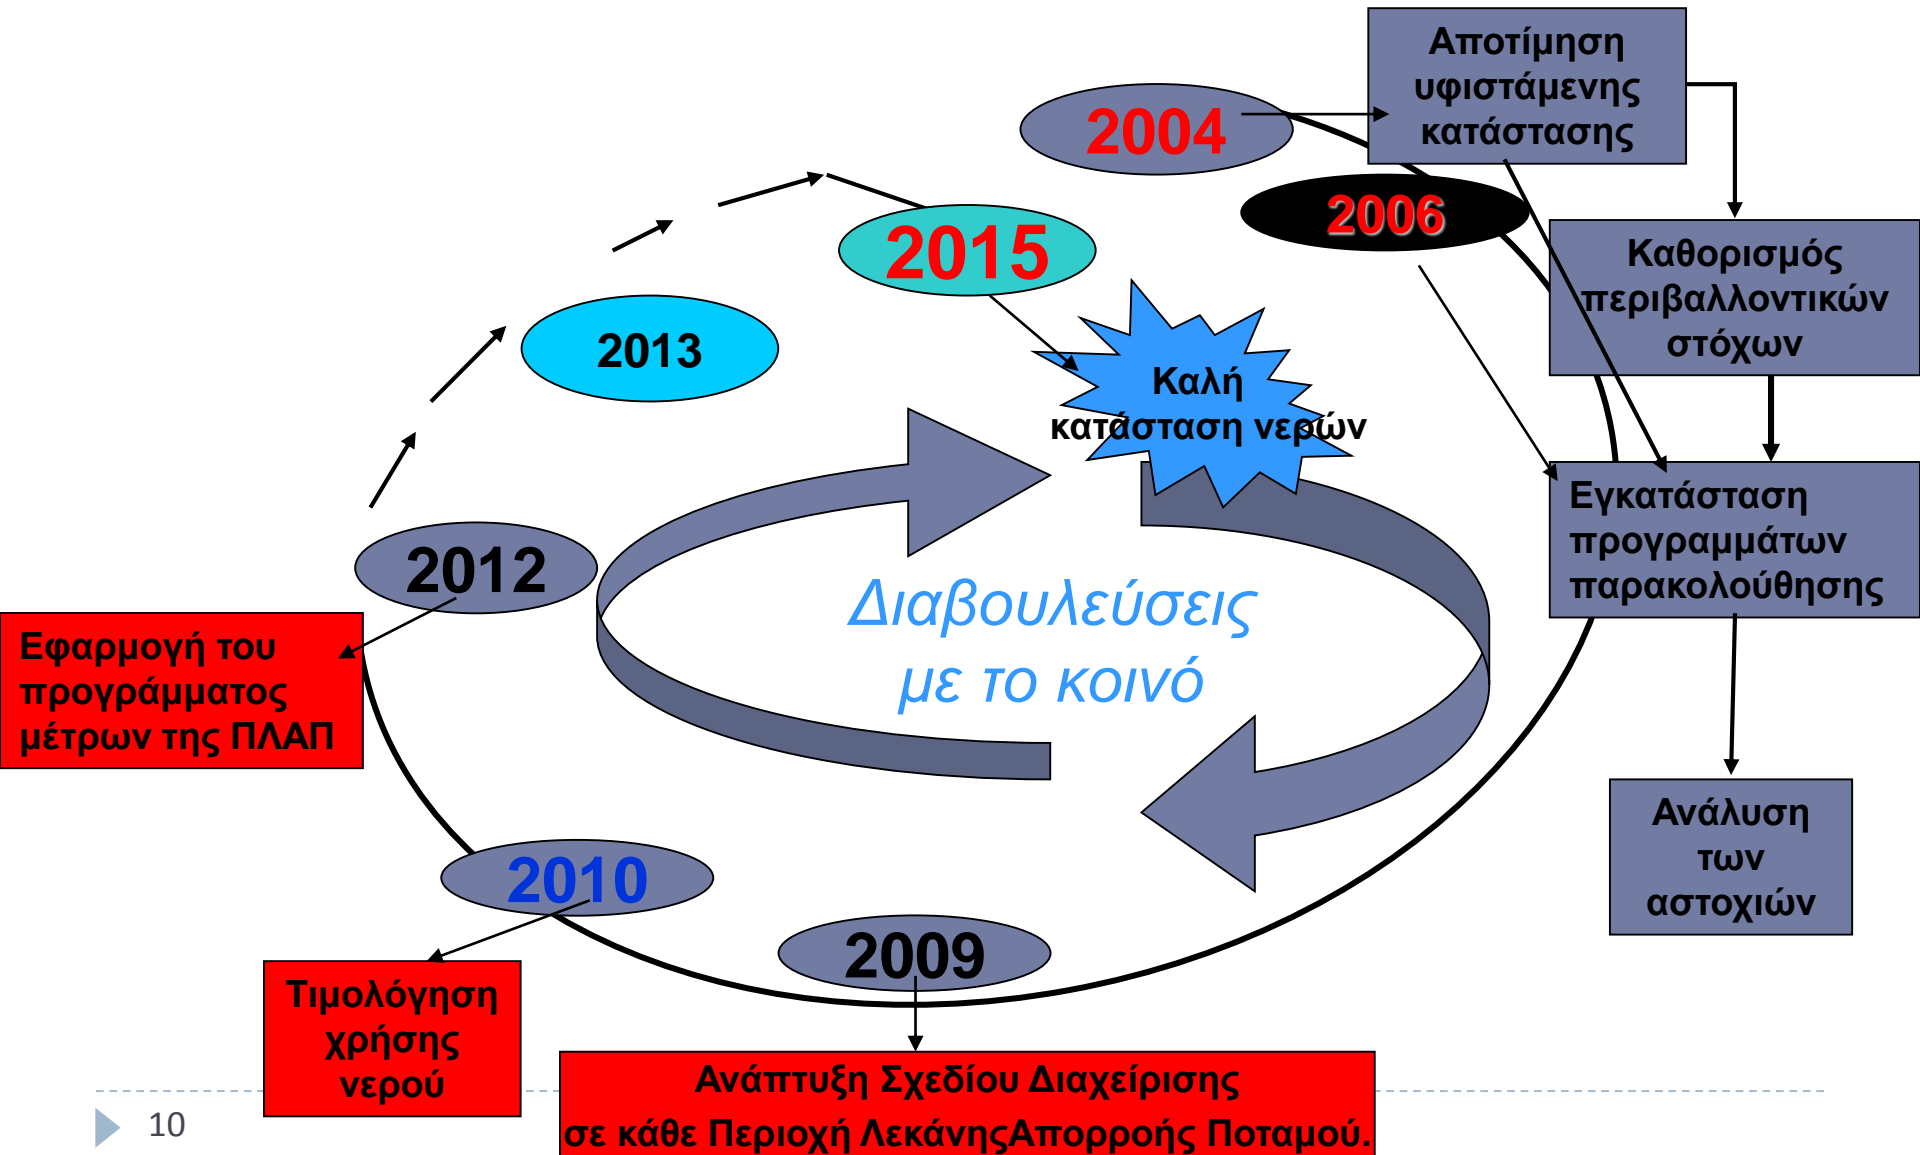 Αποτίμηση
υφιστάμενης
κατάστασης
2004
2006
2015
Καθορισμός
περιβαλλοντικών
στόχων
2013
Καλή
κατάσταση νερών
Εγκατάσταση
προγραμμάτων
παρακολούθησης
2012
Διαβουλεύσεις
με το κοινό
Εφαρμογή του
προγράμματος
μέτρων της ΠΛΑΠ
Ανάλυση
των
αστοχιών
2010
2009
Τιμολόγηση
χρήσης
νερού
Ανάπτυξη Σχεδίου Διαχείρισης
σε κάθε Περιοχή ΛεκάνηςΑπορροής Ποταμού.
10